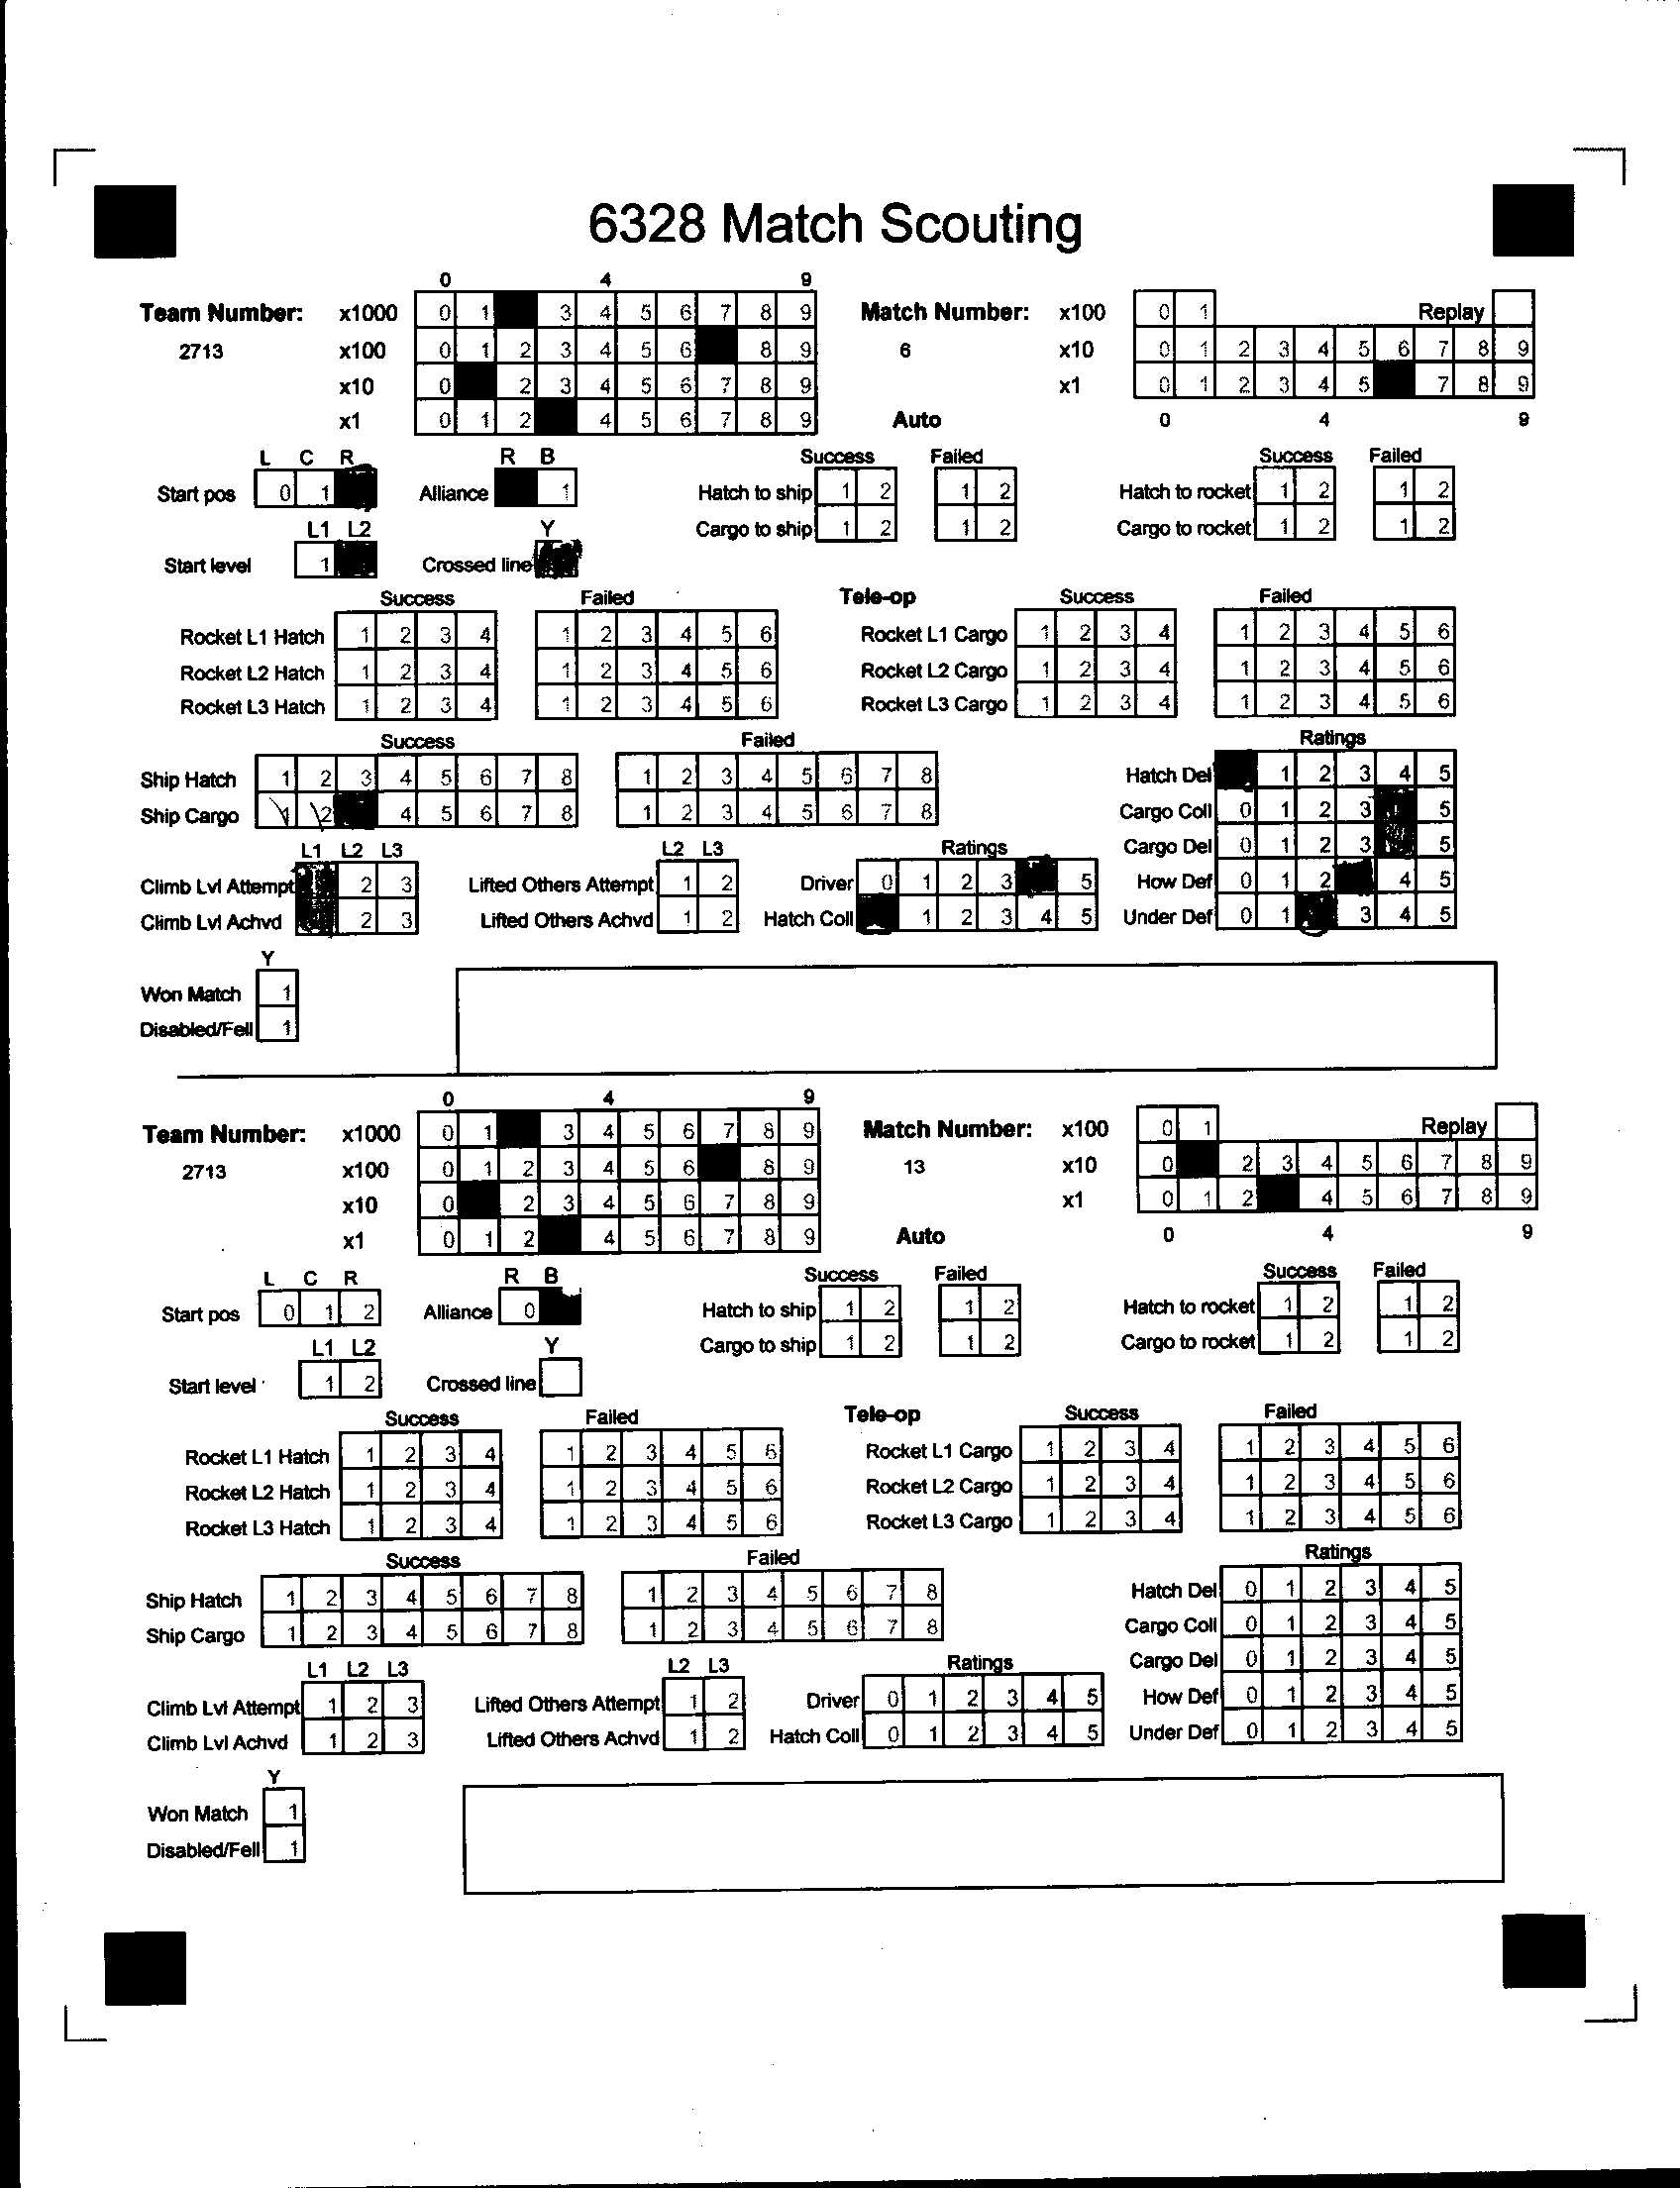 6328 Match Scouting
0 4 9
Team Number: x1000 0 1 3 4 5 6 7 8 9 Match Number: x100 0 1 Replay
2713 x100 0 1 2 3 4 5 6 8 9 6 x10 0 1 2 3 4 5 6 7 8 9
x10 0 2 3 4 5 6 7 8 9 x1 0 1 2 3 4 5 7 8 9
x1 0 1 2 4 5 6 7 8 9 Auto 0 4 9
L C R R B Success Failed Success Failed
Start pos 0 1 Alliance 1 Hatch to ship 1 2 1 2 Hatch to rocket 1 2 1 2
L1 L2 Y Cargo to ship 1 2 1 2 Cargo to rocket 1 2 1 2
Start level 1 Crossed line
Success Failed Tele-op Success Failed
Rocket L1 Hatch 1 2 3 4 1 2 3 4 5 6 Rocket L1 Cargo 1 2 3 4 1 2 3 4 5 6
Rocket L2 Hatch 1 2 3 4 1 2 3 4 5 6 Rocket L2 Cargo 1 2 3 4 1 2 3 4 5 6
Rocket L3 Hatch 1 2 3 4 1 2 3 4 5 6 Rocket L3 Cargo 1 2 3 4 1 2 3 4 5 6
Success Failed Ratings
Ship Hatch 1 2 3 4 5 6 7 8 1 2 3 4 5 6 7 8 Hatch Del 1 2 3 4 5
Ship Cargo 1 2 4 5 6 7 8 1 2 3 4 5 6 7 8 Cargo Coll 0 1 2 3 5
L1 L2 L3 L2 L3 Ratings Cargo Del 0 1 2 3 5
Climb Lvl Attempt 2 3 Lifted Others Attempt 1 2 Driver 0 1 2 3 5 How Def 0 1 2 4 5
Climb Lvl Achvd 2 3 Lifted Others Achvd 1 2 Hatch Coll 1 2 3 4 5 Under Def 0 1 3 4 5
Y
Won Match 1
Disabled/Fell 1
0 4 9
Team Number: x1000 0 1 3 4 5 6 7 8 9 Match Number: x100 0 1 Replay
2713 x100 0 1 2 3 4 5 6 8 9 13 x10 0 2 3 4 5 6 7 8 9
x10 0 2 3 4 5 6 7 8 9 x1 0 1 2 4 5 6 7 8 9
x1 0 1 2 4 5 6 7 8 9 Auto 0 4 9
L C R R B Success Failed Success Failed
Start pos 0 1 2 Alliance 0 Hatch to ship 1 2 1 2 Hatch to rocket 1 2 1 2
L1 L2 Y Cargo to ship 1 2 1 2 Cargo to rocket 1 2 1 2
Start level 1 2 Crossed line
Success Failed Tele-op Success Failed
Rocket L1 Hatch 1 2 3 4 1 2 3 4 5 6 Rocket L1 Cargo 1 2 3 4 1 2 3 4 5 6
Rocket L2 Hatch 1 2 3 4 1 2 3 4 5 6 Rocket L2 Cargo 1 2 3 4 1 2 3 4 5 6
Rocket L3 Hatch 1 2 3 4 1 2 3 4 5 6 Rocket L3 Cargo 1 2 3 4 1 2 3 4 5 6
Success Failed Ratings
Ship Hatch 1 2 3 4 5 6 7 8 1 2 3 4 5 6 7 8 Hatch Del 0 1 2 3 4 5
Ship Cargo 1 2 3 4 5 6 7 8 1 2 3 4 5 6 7 8 Cargo Coll 0 1 2 3 4 5
L1 L2 L3 L2 L3 Ratings Cargo Del 0 1 2 3 4 5
Climb Lvl Attempt 1 2 3 Lifted Others Attempt 1 2 Driver 0 1 2 3 4 5 How Def 0 1 2 3 4 5
Climb Lvl Achvd 1 2 3 Lifted Others Achvd 1 2 Hatch Coll 0 1 2 3 4 5 Under Def 0 1 2 3 4 5
Y
Won Match 1
Disabled/Fell 1